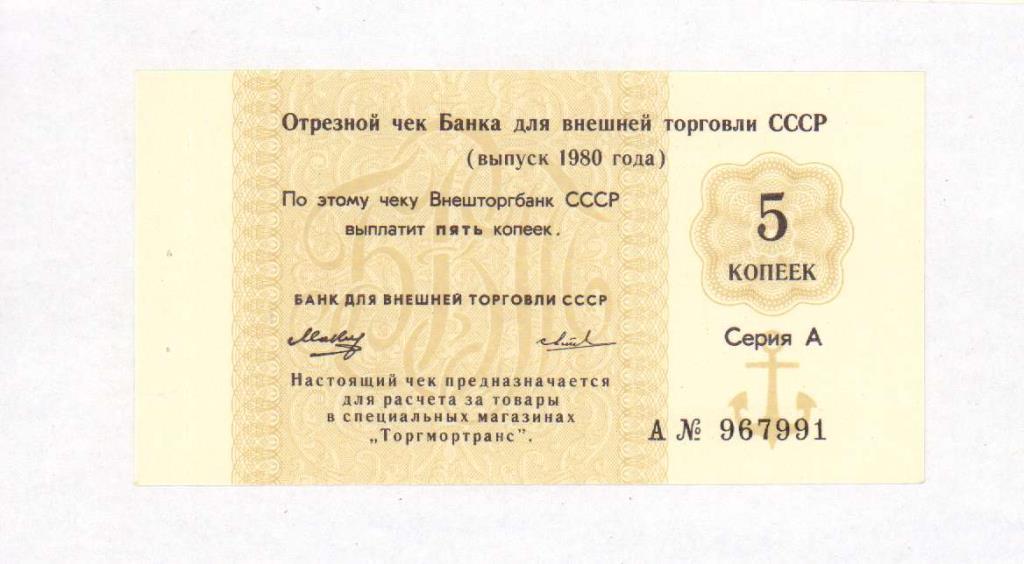 Отрезной чек Банка для внешней торговли СССР
(выпуск 1980 года)
По этому чеку Внешторгбанк СССР
выплатит пять копеек.
5
КОПЕЕК
БАНК ДЛЯ ВНЕШНЕЙ ТОРГОВЛИ СССР
Серия А
Настоящий чек предназначается
для расчета за товары
в специальных магазинах
„Торгмортранс".
А № 967991